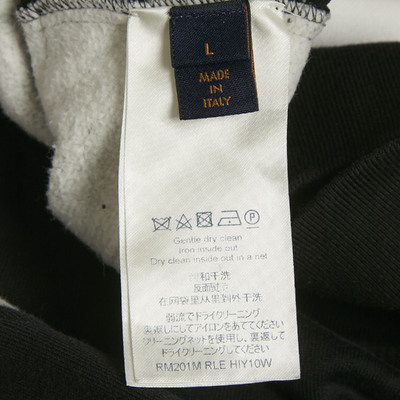 L
MADE
IN
ITALY
P
Gentle dry clean
Iron inside out
Dry clean inside out in a net
和干洗
反面
在网袋里从里到外干洗
弱流でドライクリーニング
裏返しにしてアイロンをあててください
クリーニングネットを使用し、裏返して
ドライクリーニングしてください
RM201M RLE HIY10W